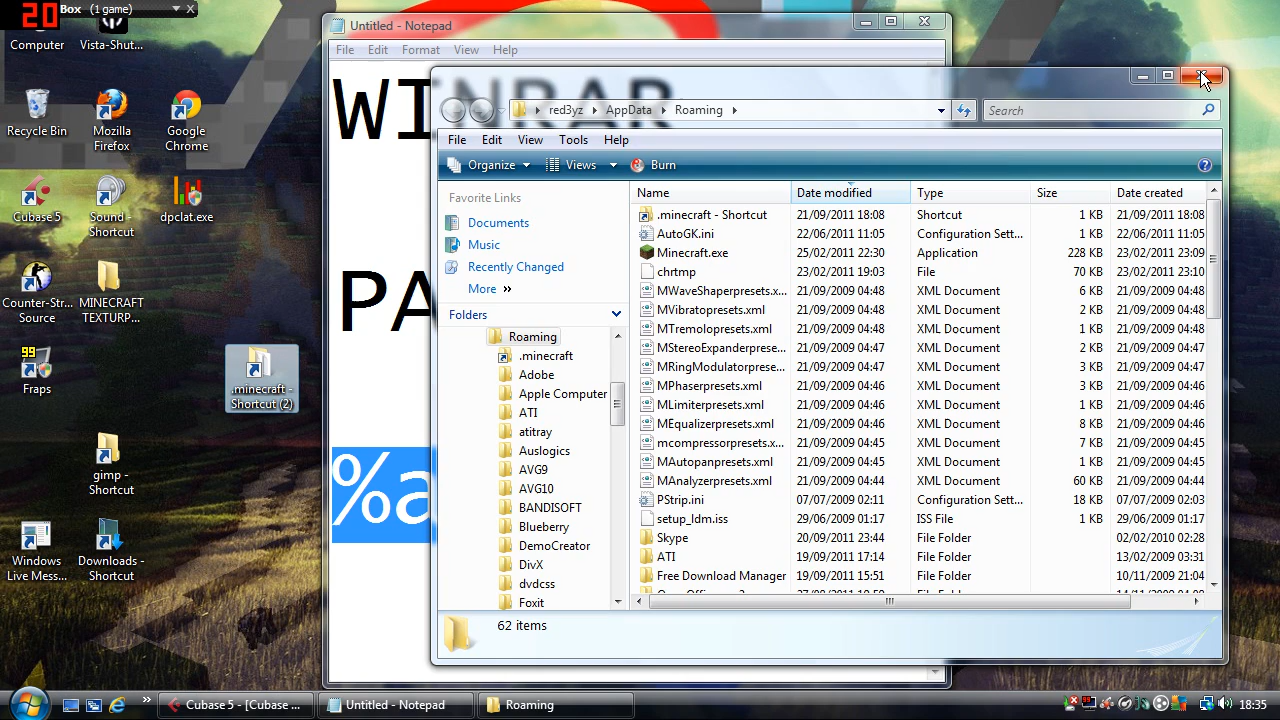 20
Box (1 game)
Computer
Vista-Shut...
Recycle Bin
Mozilla
Firefox
Google
Chrome
Cubase 5
Sound -
Shortcut
dpclat.exe
Counter-Str...
Source
MINECRAFT
TEXTURP...
99
Fraps
.minecraft -
Shortcut (2)
gimp -
Shortcut
Windows
Live Mess...
Downloads -
Shortcut
Untitled - Notepad
File Edit Format View Help
WINRAR
PA
%a
red3yz AppData Roaming
Search
File Edit View Tools Help
Organize Views Burn
Favorite Links
Documents
Music
Recently Changed
More »
Folders
Roaming
.minecraft
Adobe
Apple Computer
ATI
atitray
Auslogics
AVG9
AVG10
BANDISOFT
Blueberry
DemoCreator
DivX
dvdcss
Foxit
Name Date modified Type Size Date created
.minecraft - Shortcut 21/09/2011 18:08 Shortcut 1 KB 21/09/2011 18:08
AutoGK.ini 22/06/2011 11:05 Configuration Sett... 1 KB 22/06/2011 11:05
Minecraft.exe 25/02/2011 22:30 Application 228 KB 23/02/2011 23:09
chrtmp 23/02/2011 19:03 File 70 KB 23/02/2011 23:10
MWaveShaperpresets.x... 21/09/2009 04:48 XML Document 6 KB 21/09/2009 04:48
MVibratopresets.xml 21/09/2009 04:48 XML Document 2 KB 21/09/2009 04:48
MTremolopresets.xml 21/09/2009 04:48 XML Document 1 KB 21/09/2009 04:48
MStereoExpanderprese... 21/09/2009 04:47 XML Document 2 KB 21/09/2009 04:48
MRingModulatorprese... 21/09/2009 04:47 XML Document 3 KB 21/09/2009 04:47
MPhaserpresets.xml 21/09/2009 04:46 XML Document 3 KB 21/09/2009 04:47
MLimiterpresets.xml 21/09/2009 04:46 XML Document 1 KB 21/09/2009 04:46
MEqualizerpresets.xml 21/09/2009 04:46 XML Document 8 KB 21/09/2009 04:46
mcompressorpresets.x... 21/09/2009 04:45 XML Document 7 KB 21/09/2009 04:46
MAutopanpresets.xml 21/09/2009 04:45 XML Document 1 KB 21/09/2009 04:45
MAnalyzerpresets.xml 21/09/2009 04:44 XML Document 60 KB 21/09/2009 04:44
PStrip.ini 07/07/2009 02:11 Configuration Sett... 18 KB 07/07/2009 02:03
setup_ldm.iss 29/06/2009 01:17 ISS File 1 KB 29/06/2009 01:17
Skype 20/09/2011 23:44 File Folder 02/02/2010 02:28
ATI 19/09/2011 17:14 File Folder 13/02/2009 03:31
Free Download Manager 19/09/2011 15:51 File Folder 10/11/2009 21:04
62 items
Cubase 5 - [Cubase ...
Untitled - Notepad
Roaming
18:35